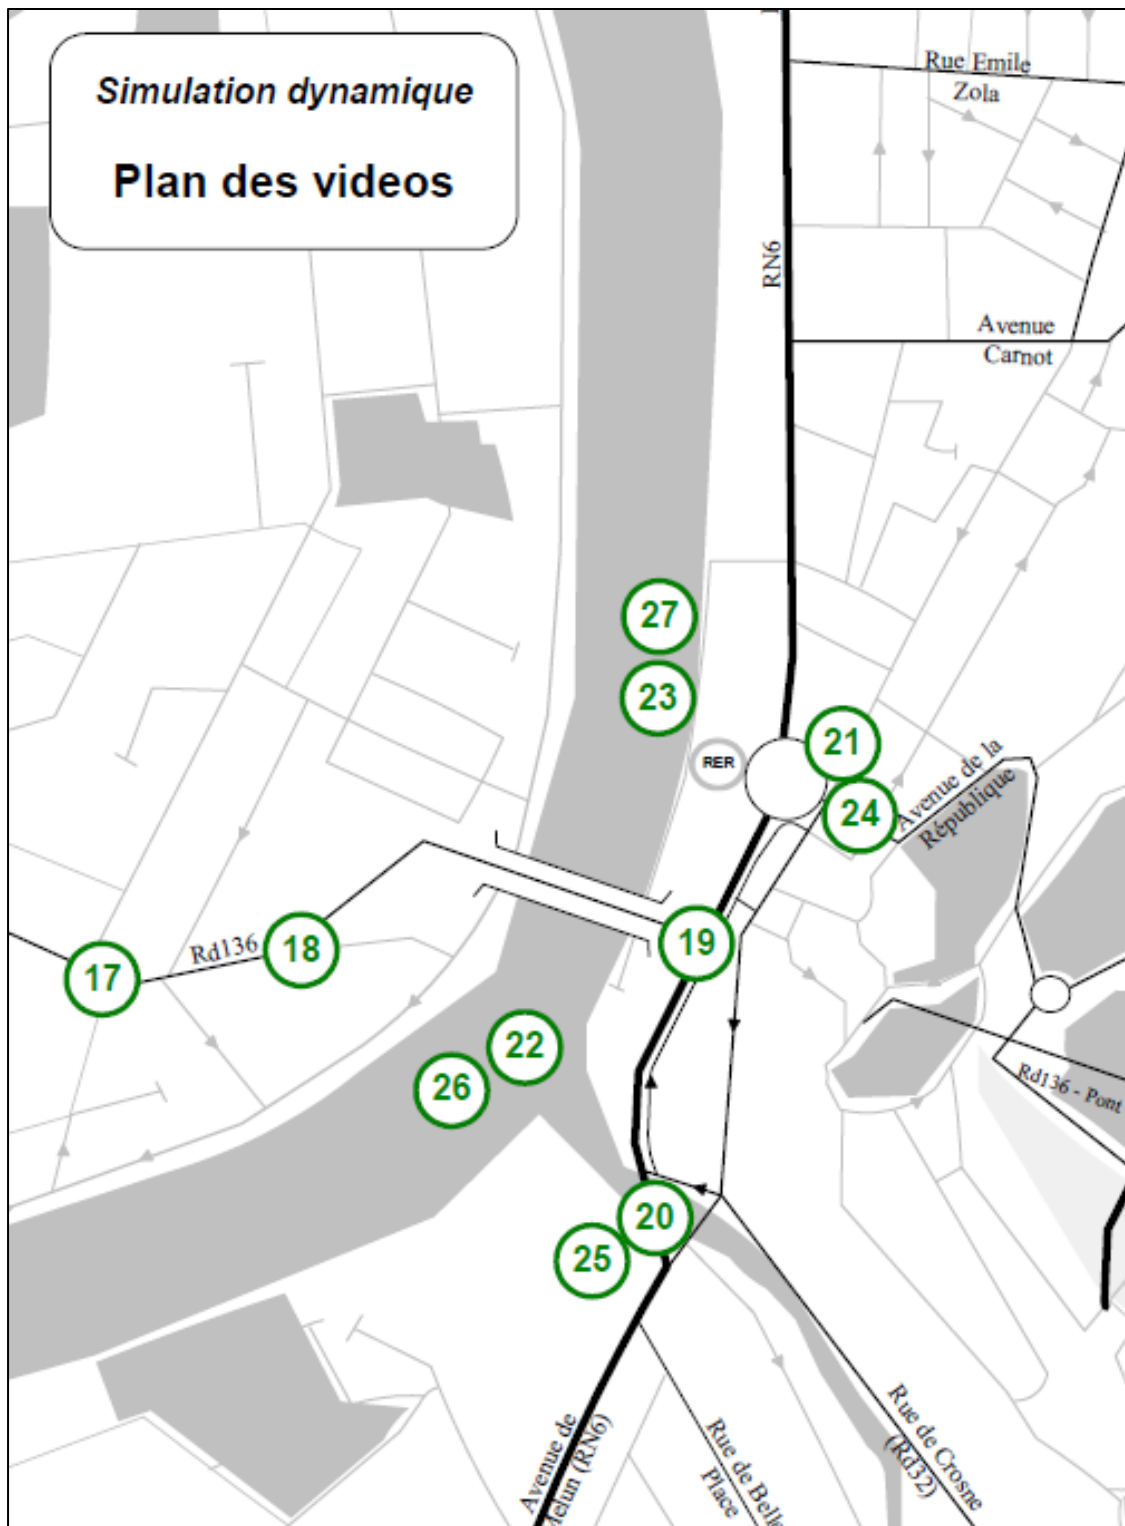 Simulation dynamique
Plan des videos
Rue Emile
Zola
RN6
Avenue
Carnot
27
23
21
RER
24
Avenue de la
République
19
18
Rd136
17
22
26
Rd136 - Pont
20
25
Avenue de
Melun (RN6)
Rue de Belle
Place
Rue de Crosne
(Rd32)